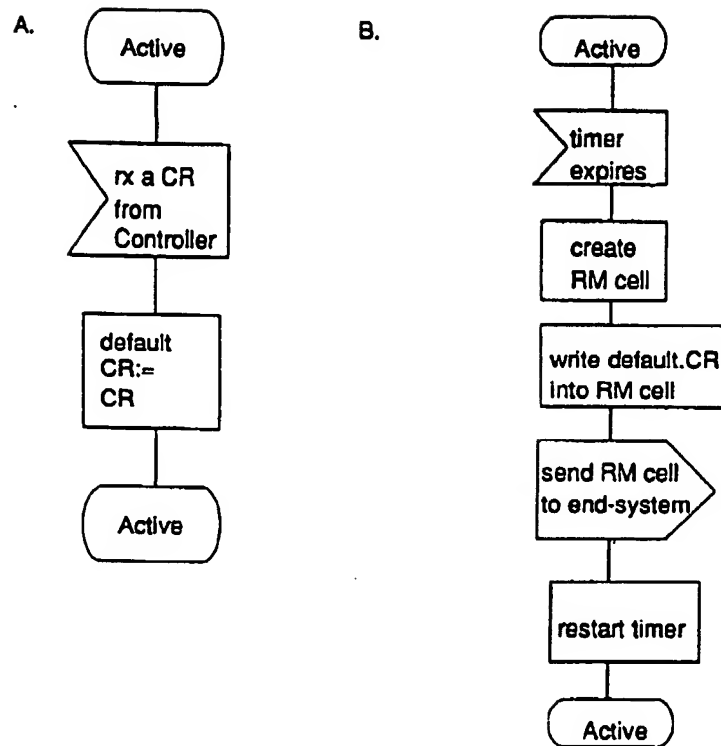 A.
Active
rx a CR
from
Controller
default
CR:=
CR
Active
B.
Active
timer
expires
create
RM cell
write default.CR
into RM cell
send RM cell
to end-system
restart timer
Active